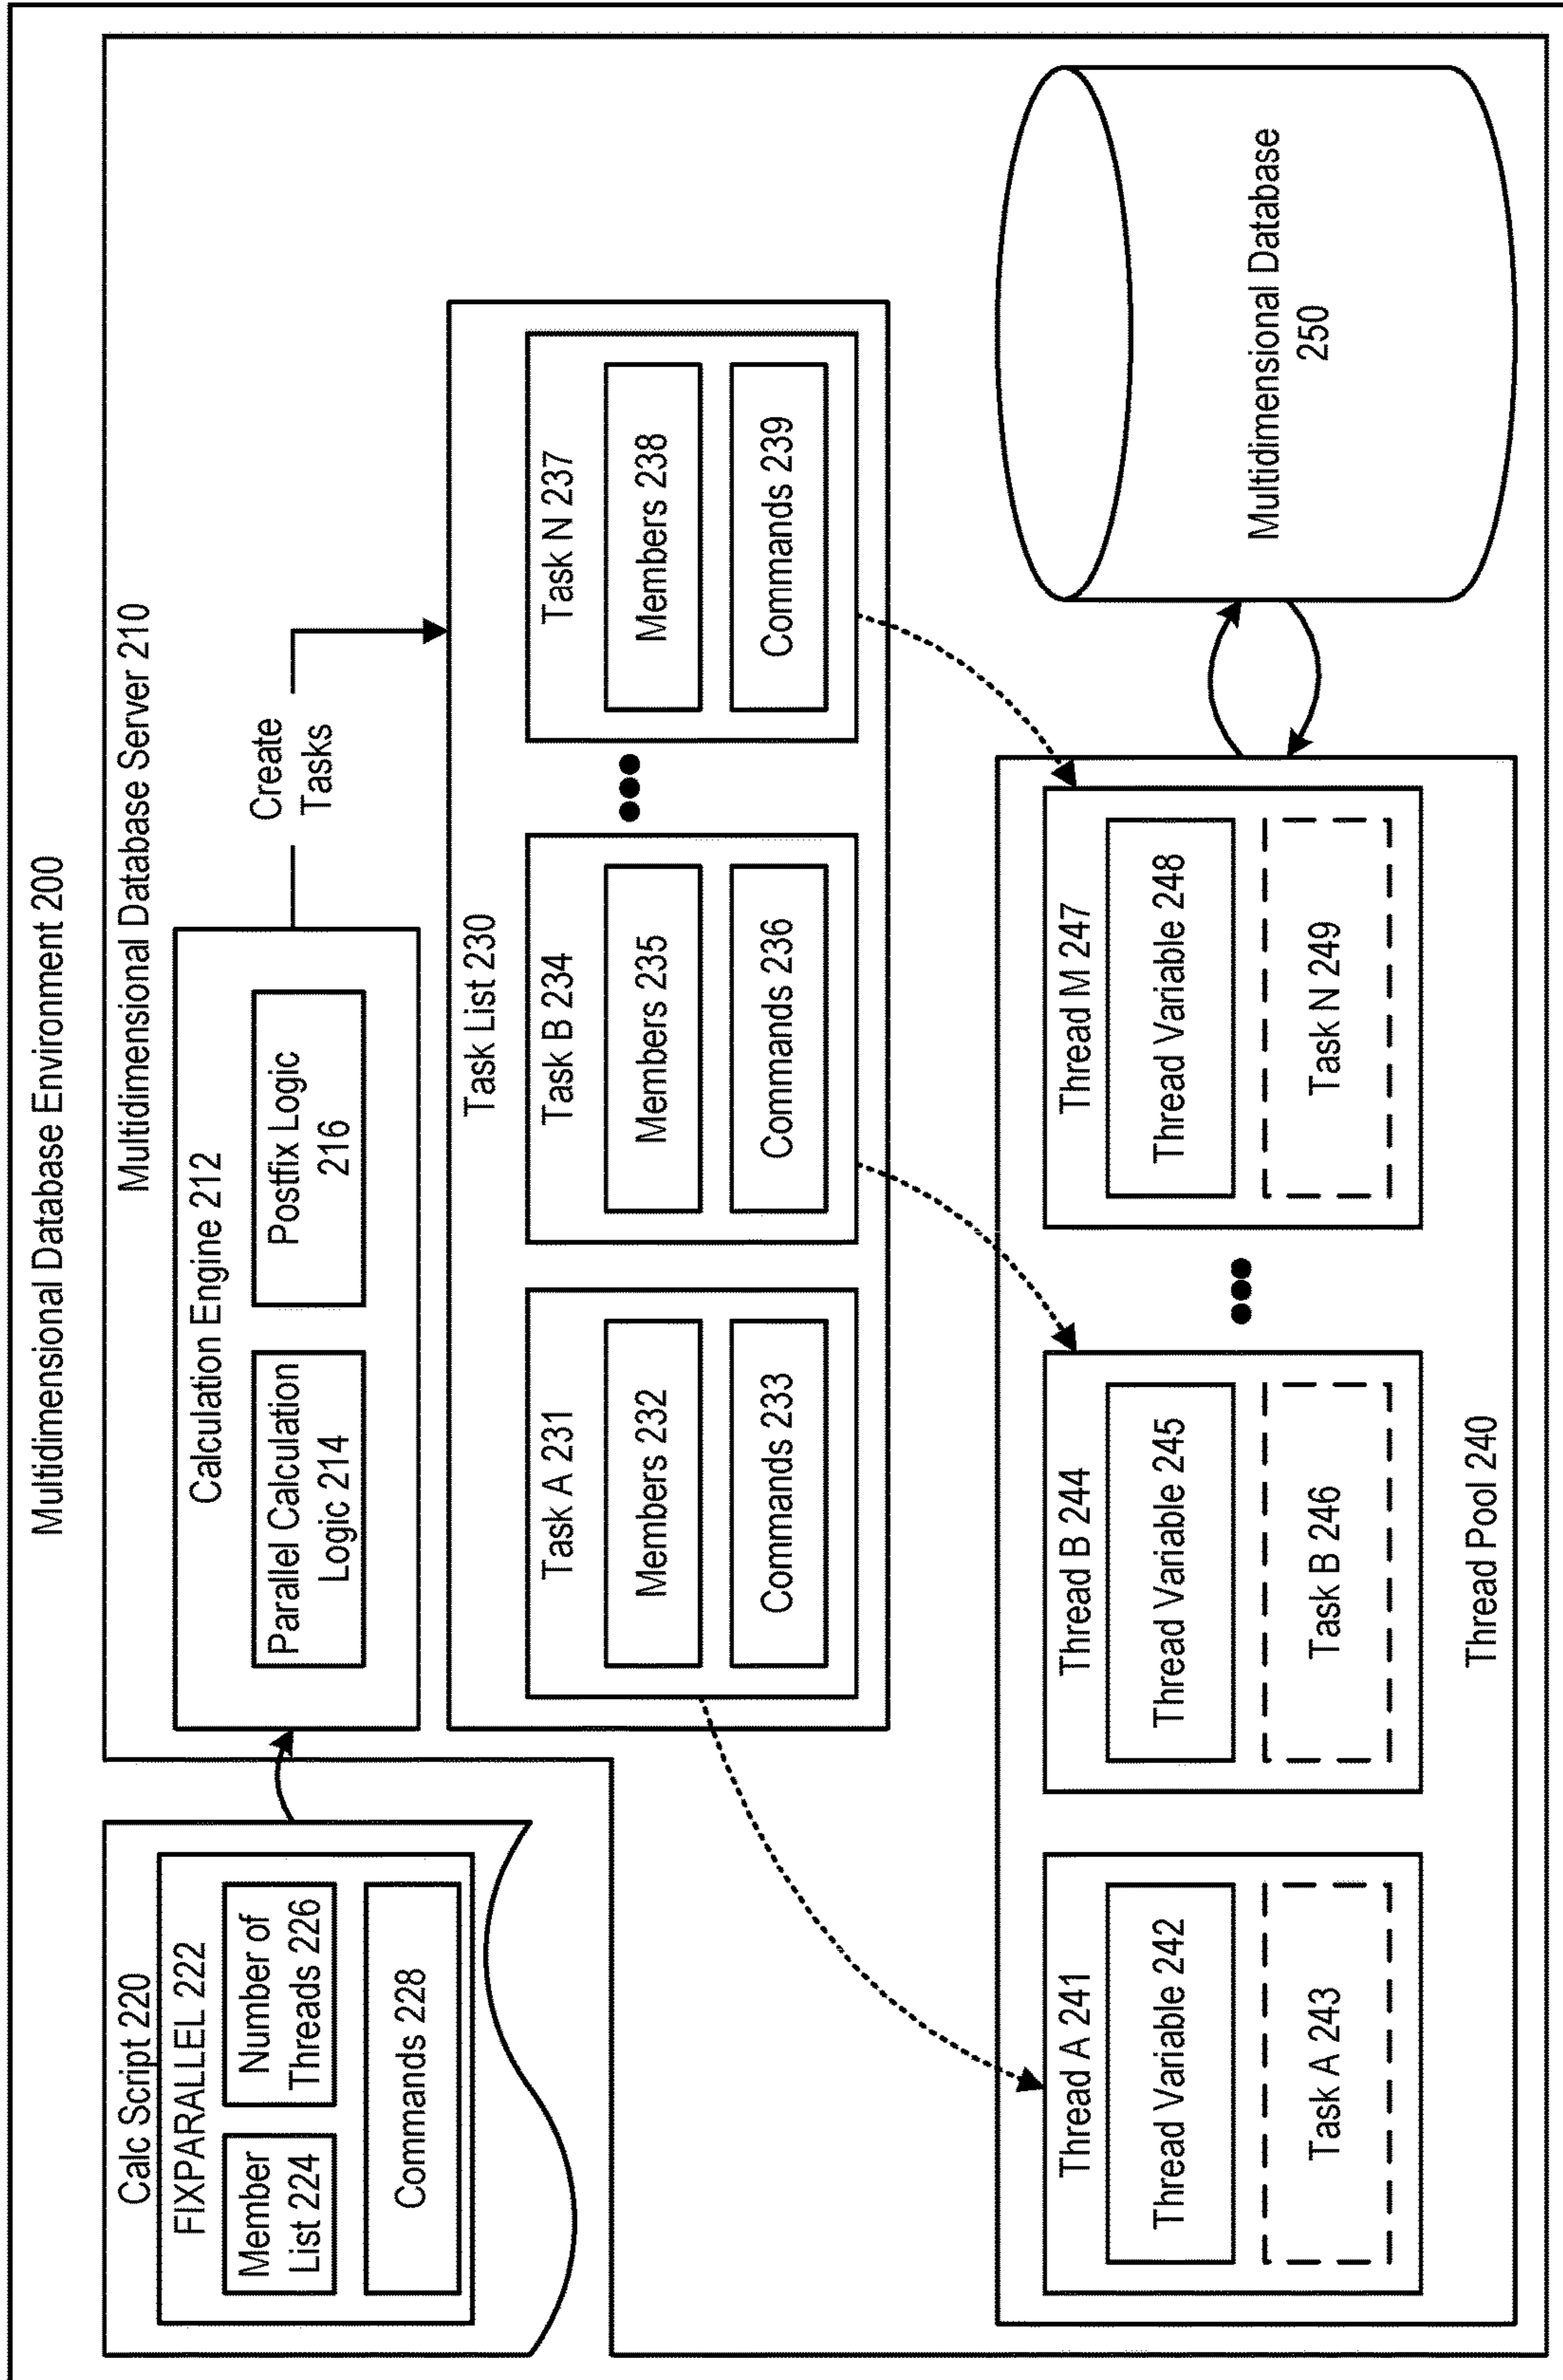 Multidimensional Database Environment 200
Calc Script 220
FIXPARALLEL 222
Member
List 224
Number of
Threads 226
Commands 228
Multidimensional Database Server 210
Calculation Engine 212
Parallel Calculation
Logic 214
Postfix Logic
216
Create
Tasks
Task List 230
Task A 231
Members 232
Commands 233
Task B 234
Members 235
Commands 236
Task N 237
Members 238
Commands 239
Thread A 241
Thread Variable 242
Task A 243
Thread B 244
Thread Variable 245
Task B 246
Thread M 247
Thread Variable 248
Task N 249
Thread Pool 240
Multidimensional Database
250